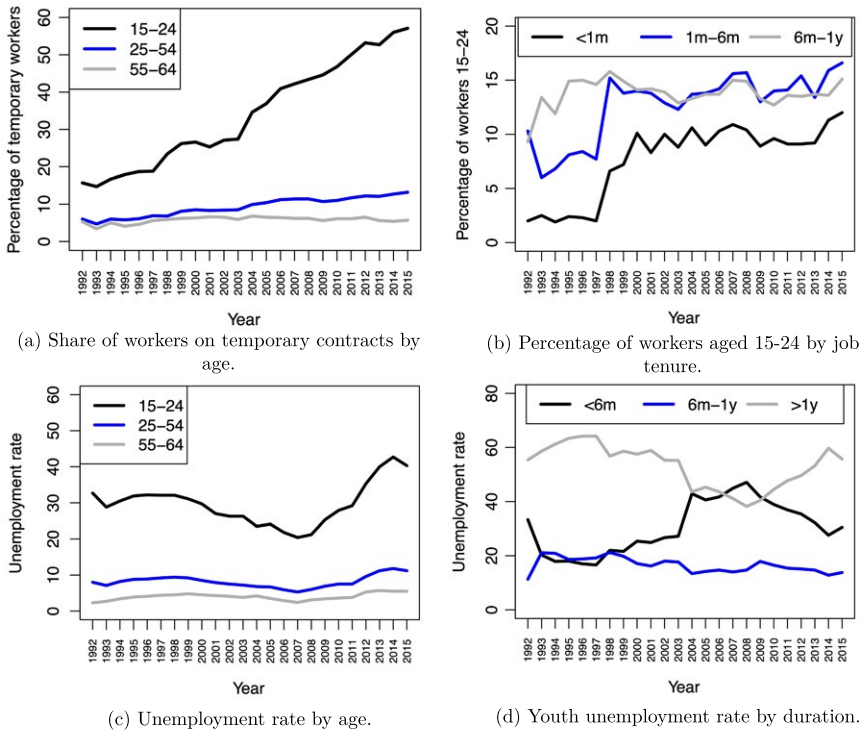 Percentage of temporary workers
60
50
40
30
20
10
0
15−24
25−54
55−64
1992 1993 1994 1995 1996 1997 1998 1999 2000 2001 2002 2003 2004 2005 2006 2007 2008 2009 2010 2011 2012 2013 2014 2015
Year
(a) Share of workers on temporary contracts by
age.
Percentage of workers 15−24
20
15
10
5
0
<1m 1m−6m 6m−1y
1992 1993 1994 1995 1996 1997 1998 1999 2000 2001 2002 2003 2004 2005 2006 2007 2008 2009 2010 2011 2012 2013 2014 2015
Year
(b) Percentage of workers aged 15-24 by job
tenure.
Unemployment rate
60
50
40
30
20
10
0
15−24
25−54
55−64
1992 1993 1994 1995 1996 1997 1998 1999 2000 2001 2002 2003 2004 2005 2006 2007 2008 2009 2010 2011 2012 2013 2014 2015
Year
(c) Unemployment rate by age.
Unemployment rate
80
60
40
20
0
<6m 6m−1y >1y
1992 1993 1994 1995 1996 1997 1998 1999 2000 2001 2002 2003 2004 2005 2006 2007 2008 2009 2010 2011 2012 2013 2014 2015
Year
(d) Youth unemployment rate by duration.